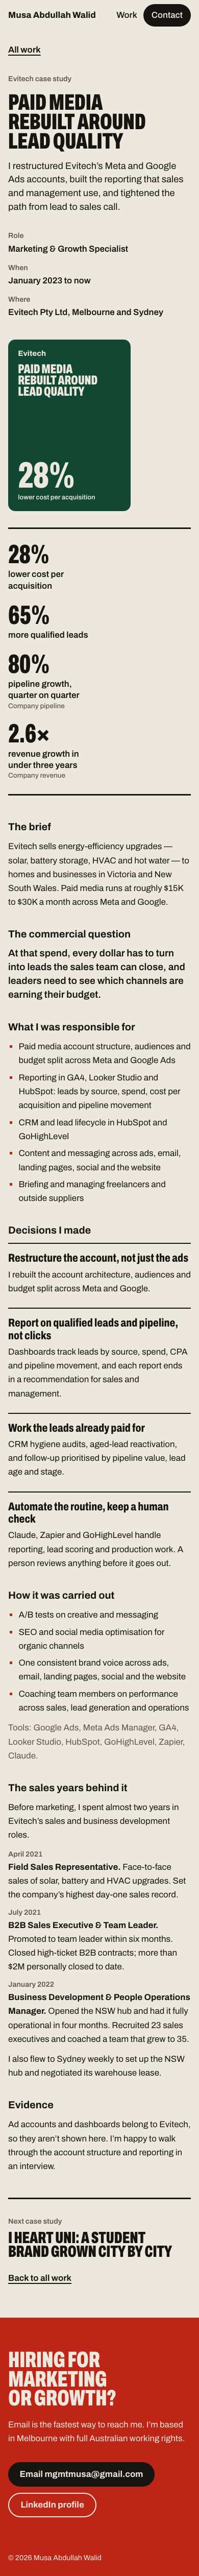 Musa Abdullah Walid Work Contact
All work
Evitech case study
PAID MEDIA
REBUILT AROUND
LEAD QUALITY
I restructured Evitech's Meta and Google
Ads accounts, built the reporting that sales
and management use, and tightened the
path from lead to sales call.
Role
Marketing & Growth Specialist
When
January 2023 to now
Where
Evitech Pty Ltd, Melbourne and Sydney
Evitech
PAID MEDIA
REBUILT AROUND
LEAD QUALITY
28%
lower cost per acquisition
28%
lower cost per
acquisition
65%
more qualified leads
80%
pipeline growth,
quarter on quarter
Company pipeline
2.6×
revenue growth in
under three years
Company revenue
The brief
Evitech sells energy-efficiency upgrades —
solar, battery storage, HVAC and hot water — to
homes and businesses in Victoria and New
South Wales. Paid media runs at roughly $15K
to $30K a month across Meta and Google.
The commercial question
At that spend, every dollar has to turn
into leads the sales team can close, and
leaders need to see which channels are
earning their budget.
What I was responsible for
Paid media account structure, audiences and
budget split across Meta and Google Ads
Reporting in GA4, Looker Studio and
HubSpot: leads by source, spend, cost per
acquisition and pipeline movement
CRM and lead lifecycle in HubSpot and
GoHighLevel
Content and messaging across ads, email,
landing pages, social and the website
Briefing and managing freelancers and
outside suppliers
Decisions I made
Restructure the account, not just the ads
I rebuilt the account architecture, audiences and
budget split across Meta and Google.
Report on qualified leads and pipeline,
not clicks
Dashboards track leads by source, spend, CPA
and pipeline movement, and each report ends
in a recommendation for sales and
management.
Work the leads already paid for
CRM hygiene audits, aged-lead reactivation,
and follow-up prioritised by pipeline value, lead
age and stage.
Automate the routine, keep a human
check
Claude, Zapier and GoHighLevel handle
reporting, lead scoring and production work. A
person reviews anything before it goes out.
How it was carried out
A/B tests on creative and messaging
SEO and social media optimisation for
organic channels
One consistent brand voice across ads,
email, landing pages, social and the website
Coaching team members on performance
across sales, lead generation and operations
Tools: Google Ads, Meta Ads Manager, GA4,
Looker Studio, HubSpot, GoHighLevel, Zapier,
Claude.
The sales years behind it
Before marketing, I spent almost two years in
Evitech's sales and business development
roles.
April 2021
Field Sales Representative. Face-to-face
sales of solar, battery and HVAC upgrades. Set
the company's highest day-one sales record.
July 2021
B2B Sales Executive & Team Leader.
Promoted to team leader within six months.
Closed high-ticket B2B contracts; more than
$2M personally closed to date.
January 2022
Business Development & People Operations
Manager. Opened the NSW hub and had it fully
operational in four months. Recruited 23 sales
executives and coached a team that grew to 35.
I also flew to Sydney weekly to set up the NSW
hub and negotiated its warehouse lease.
Evidence
Ad accounts and dashboards belong to Evitech,
so they aren't shown here. I'm happy to walk
through the account structure and reporting in
an interview.
Next case study
I HEART UNI: A STUDENT
BRAND GROWN CITY BY CITY
Back to all work
HIRING FOR
MARKETING
OR GROWTH?
Email is the fastest way to reach me. I'm based
in Melbourne with full Australian working rights.
Email mgmtmusa@gmail.com
LinkedIn profile
© 2026 Musa Abdullah Walid